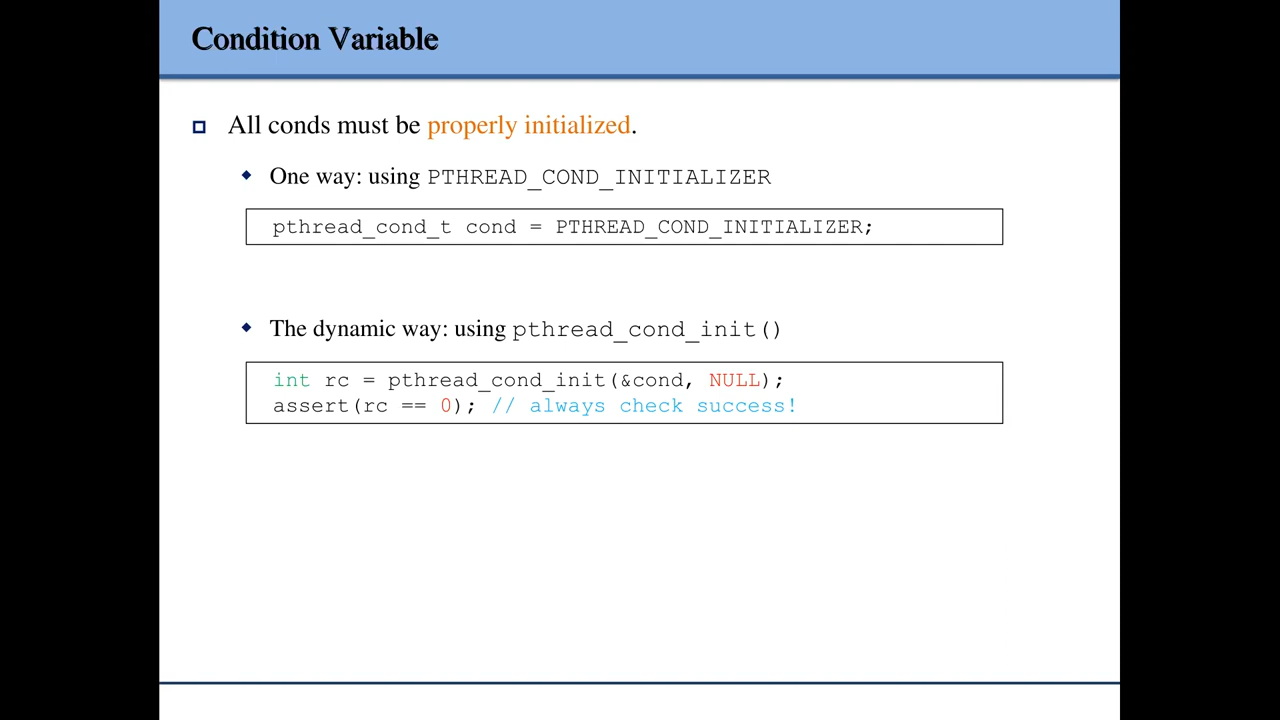 Condition Variable
All conds must be properly initialized.
One way: using PTHREAD_COND_INITIALIZER
pthread_cond_t cond = PTHREAD_COND_INITIALIZER;
The dynamic way: using pthread_cond_init()
int rc = pthread_cond_init(&cond, NULL);
assert(rc == 0); // always check success!